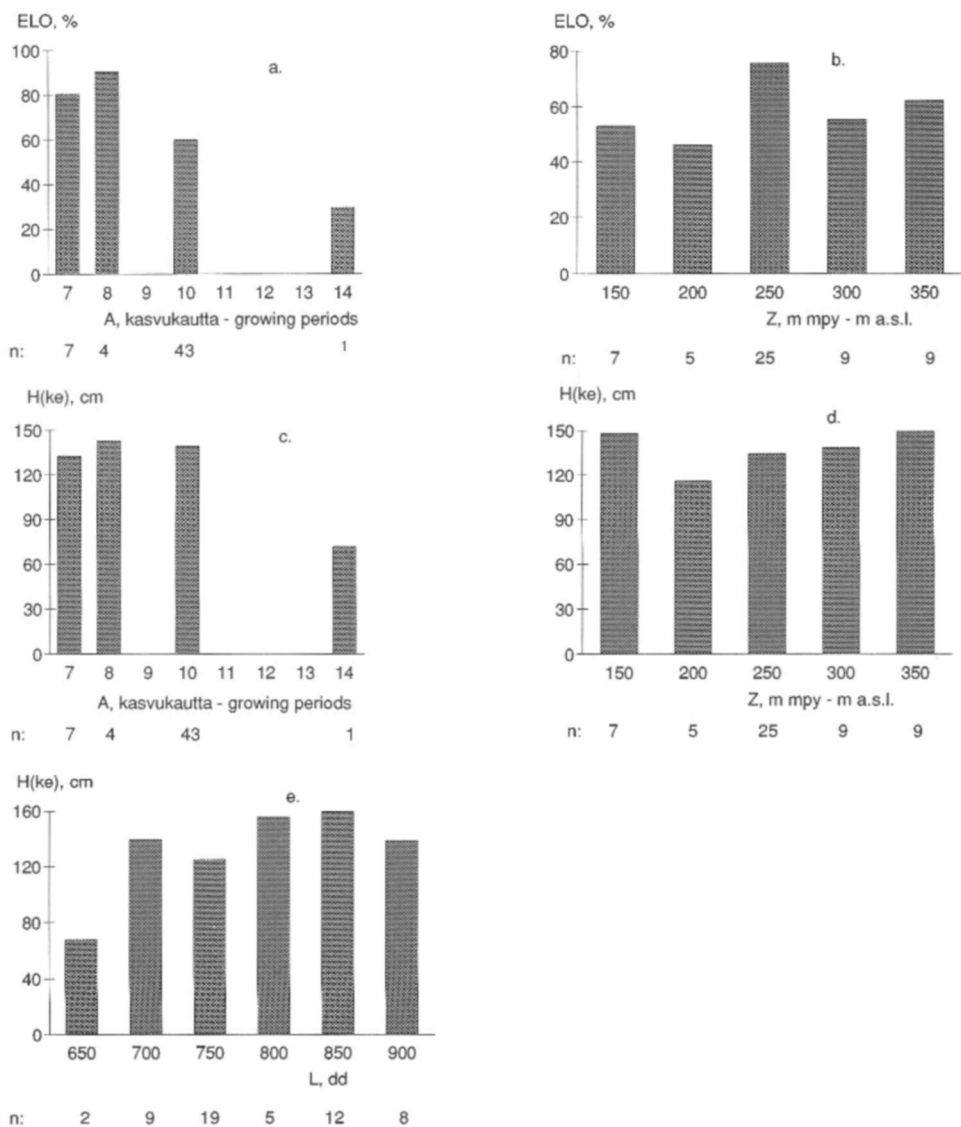 ELO, %
a.
100
80
60
40
20
0
7 8 9 10 11 12 13 14
A, kasvukautta - growing periods
n: 7 4 43 1
ELO, %
b.
80
60
40
20
0
150 200 250 300 350
Z, m mpy - m a.s.l.
n: 7 5 25 9 9
H(ke), cm
c.
150
120
90
60
30
0
7 8 9 10 11 12 13 14
A, kasvukautta - growing periods
n: 7 4 43 1
H(ke), cm
d.
150
120
90
60
30
0
150 200 250 300 350
Z, m mpy - m a.s.l.
n: 7 5 25 9 9
H(ke), cm
e.
160
120
80
40
0
650 700 750 800 850 900
L, dd
n: 2 9 19 5 12 8